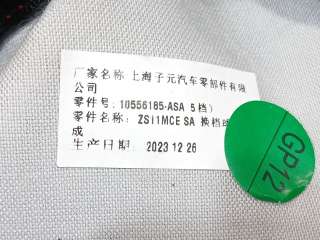 厂家名称 上海子元汽车零部件有限
公司
零件号: 10556185-ASA 5档)
零件名称: ZS11MCE SA 换档
成
生产日期 2023 12 26
GP12